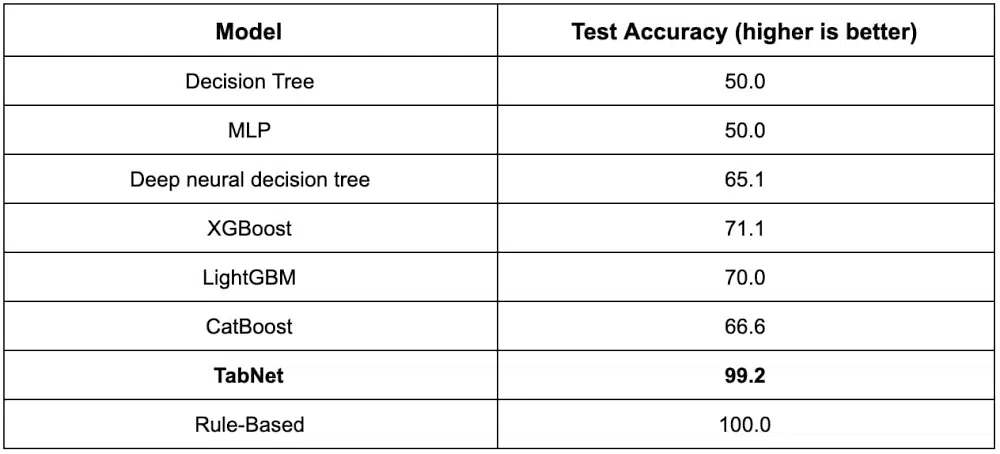 Model Test Accuracy (higher is better)
Decision Tree 50.0
MLP 50.0
Deep neural decision tree 65.1
XGBoost 71.1
LightGBM 70.0
CatBoost 66.6
TabNet 99.2
Rule-Based 100.0